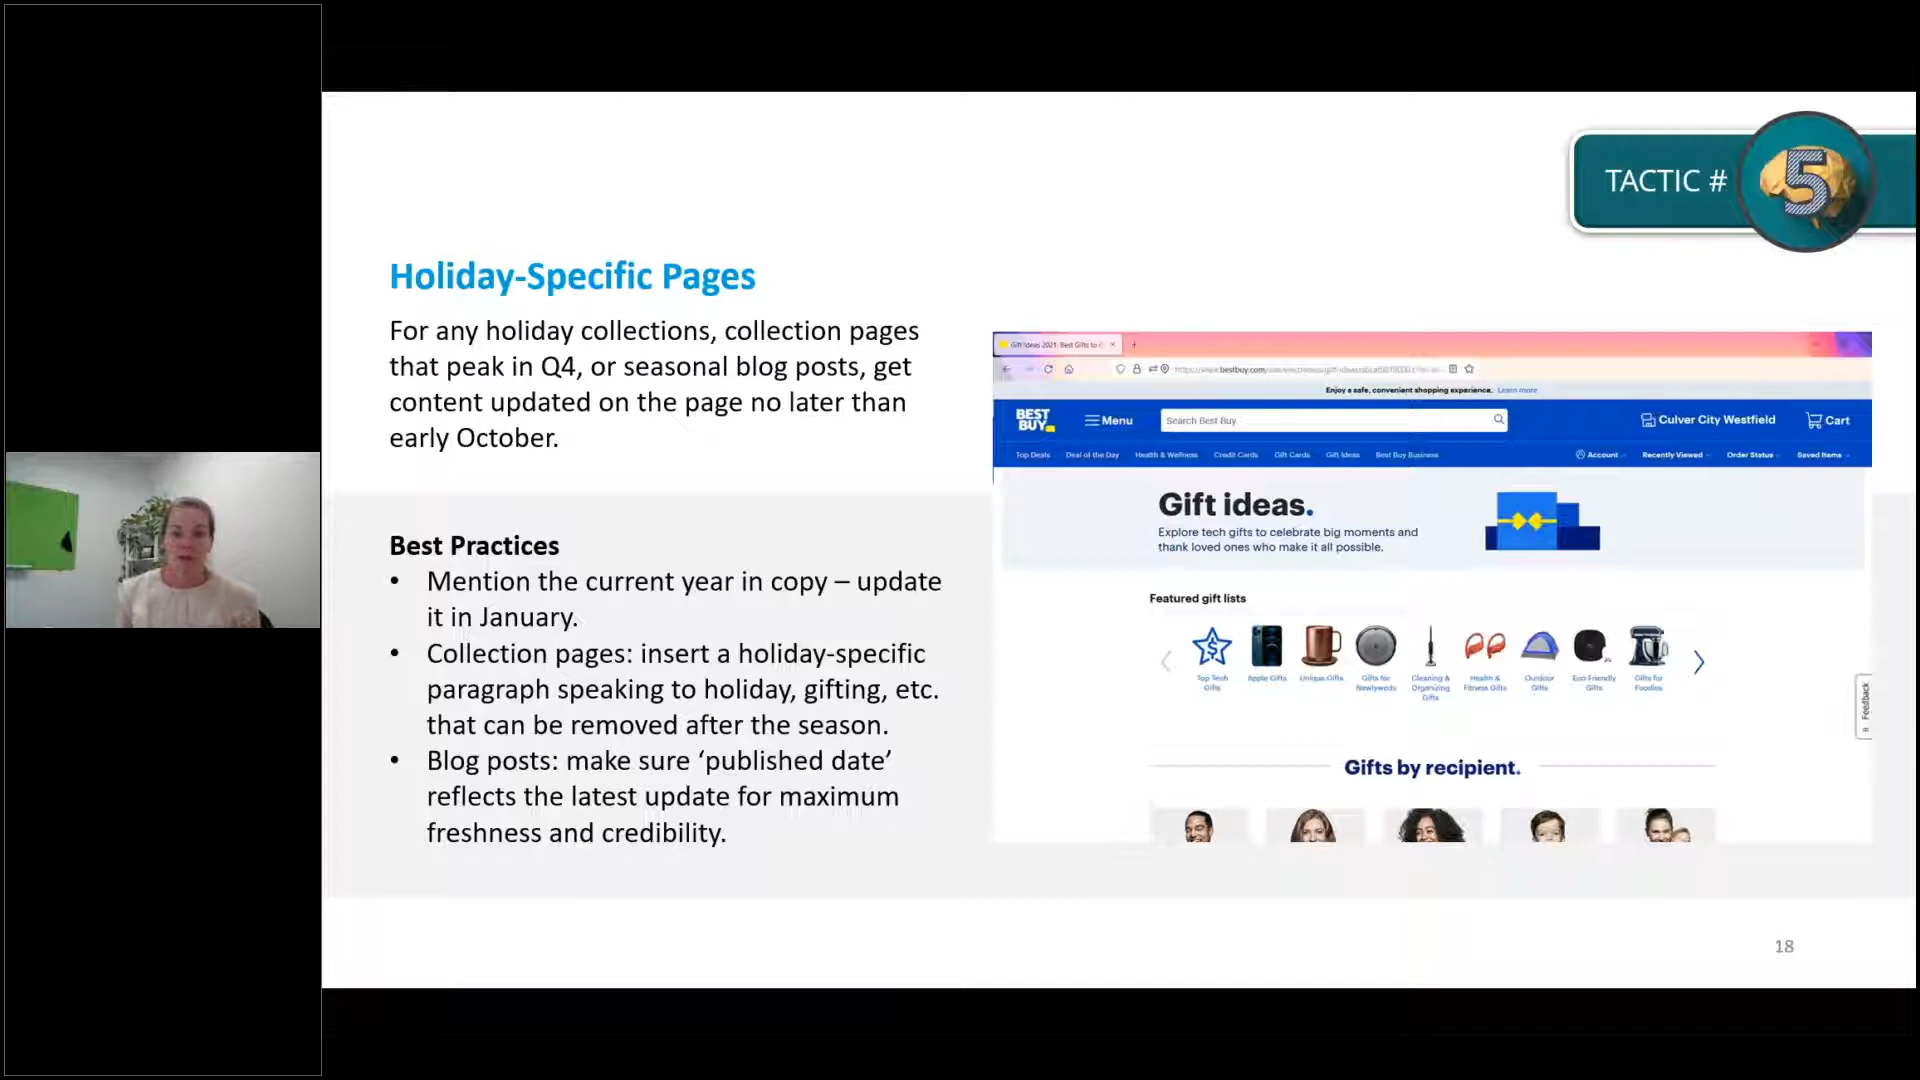 TACTIC # 5
Holiday-Specific Pages
For any holiday collections, collection pages
that peak in Q4, or seasonal blog posts, get
content updated on the page no later than
early October.
Best Practices
• Mention the current year in copy – update
it in January.
• Collection pages: insert a holiday-specific
paragraph speaking to holiday, gifting, etc.
that can be removed after the season.
• Blog posts: make sure ‘published date’
reflects the latest update for maximum
freshness and credibility.
Gift Ideas 2021: Best Gifts to
Enjoy a safe, convenient shopping experience. Learn more
BEST
BUY
Menu
Search Best Buy
Culver City Westfield
Cart
Top Deals Deal of the Day Health & Wellness Credit Cards Gift Cards Gift Ideas Best Buy Business
Account Recently Viewed Order Status Saved Items
Gift ideas.
Explore tech gifts to celebrate big moments and
thank loved ones who make it all possible.
Featured gift lists
Top Tech
Gifts
Apple Gifts
Unique Gifts
Gifts for
Newlyweds
Cleaning &
Organizing
Gifts
Health &
Fitness Gifts
Outdoor
Gifts
Eco-Friendly
Gifts
Gifts for
Foodies
Feedback
Gifts by recipient.
18